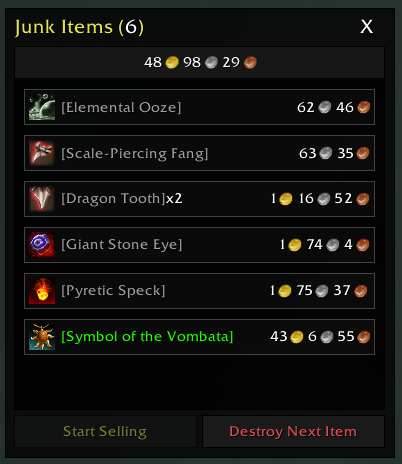 Junk Items (6) X
48 98 29
[Elemental Ooze] 62 46
[Scale-Piercing Fang] 63 35
[Dragon Tooth]x2 1 16 52
[Giant Stone Eye] 1 74 4
[Pyretic Speck] 1 75 37
[Symbol of the Vombata] 43 6 55
Start Selling Destroy Next Item